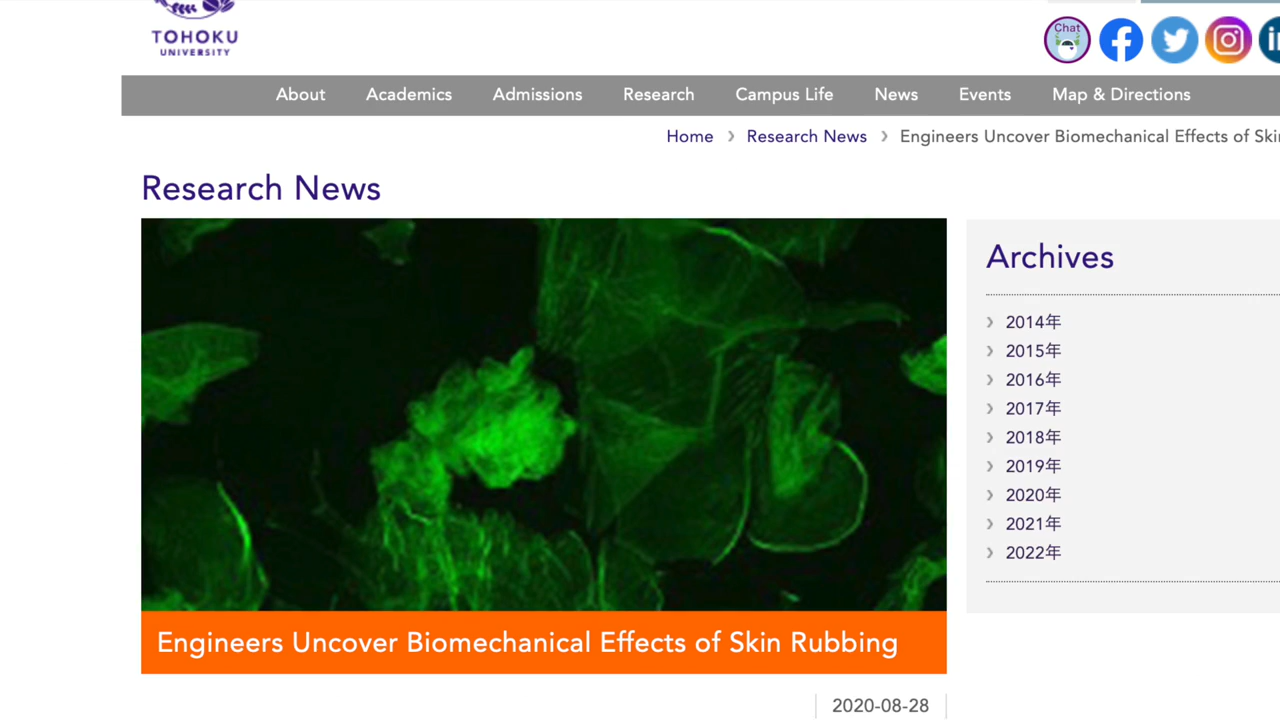 TOHOKU
UNIVERSITY
Chat
About Academics Admissions Research Campus Life News Events Map & Directions
Home › Research News › Engineers Uncover Biomechanical Effects of
Research News
Archives
› 2014年
› 2015年
› 2016年
› 2017年
› 2018年
› 2019年
› 2020年
› 2021年
› 2022年
Engineers Uncover Biomechanical Effects of Skin Rubbing
2020-08-28